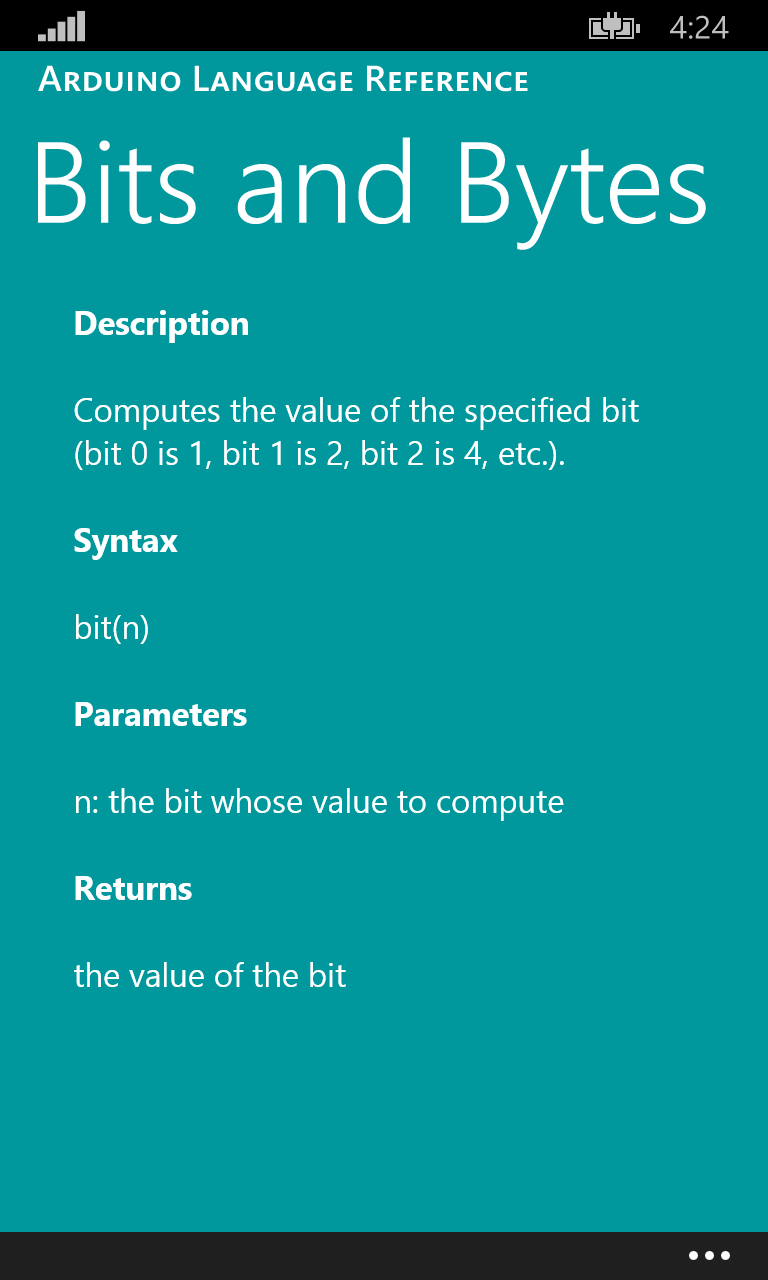 4:24
Arduino Language Reference
Bits and Bytes
Description
Computes the value of the specified bit
(bit 0 is 1, bit 1 is 2, bit 2 is 4, etc.).
Syntax
bit(n)
Parameters
n: the bit whose value to compute
Returns
the value of the bit